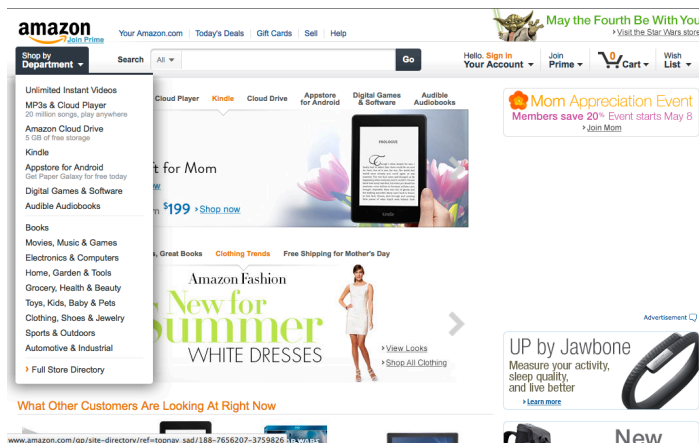 amazon
Join Prime
Your Amazon.com Today's Deals Gift Cards Sell Help
May the Fourth Be With You
Visit the Star Wars store
Shop by
Department
Search All Go
Hello. Sign in
Your Account
Join
Prime
0 Cart
Wish
List
Unlimited Instant Videos
MP3s & Cloud Player
20 million songs, play anywhere
Amazon Cloud Drive
5 GB of free storage
Kindle
Appstore for Android
Get Paper Galaxy for free today
Digital Games & Software
Audible Audiobooks
Books
Movies, Music & Games
Electronics & Computers
Home, Garden & Tools
Grocery, Health & Beauty
Toys, Kids, Baby & Pets
Clothing, Shoes & Jewelry
Sports & Outdoors
Automotive & Industrial
Full Store Directory
Cloud Player Kindle Cloud Drive Appstore for Android Digital Games & Software Audible Audiobooks
t for Mom
$199 Shop now
PROLOGUE
kindle
s, Great Books Clothing Trends Free Shipping for Mother's Day
Amazon Fashion
New for
Summer
WHITE DRESSES
View Looks
Shop All Clothing
Mom Appreciation Event
Members save 20% Event starts May 8
Join Mom
Advertisement
UP by Jawbone
Measure your activity,
sleep quality,
and live better
Learn more
New
What Other Customers Are Looking At Right Now
www.amazon.com/gp/site-directory/ref=topnav_sad/188-7656207-3759826